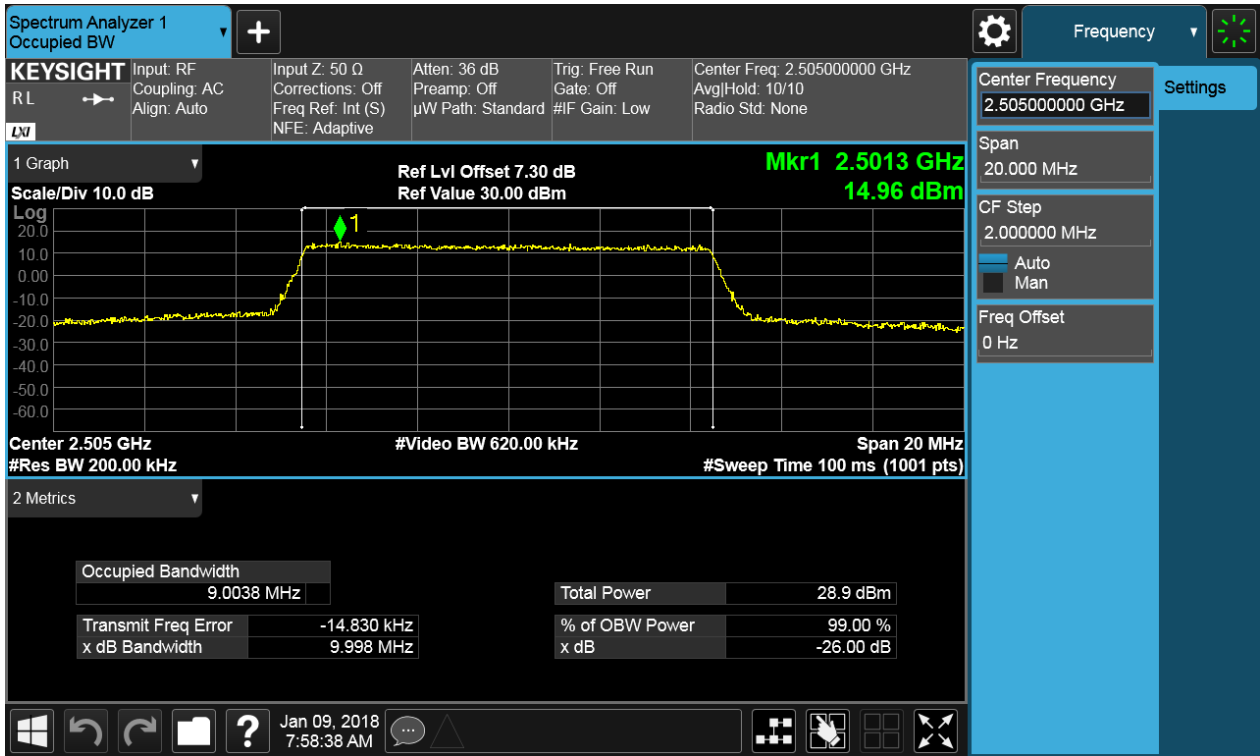 Spectrum Analyzer 1
Occupied BW
Frequency
KEYSIGHT
R L
LXI
Input: RF
Coupling: AC
Align: Auto
Input Z: 50 Ω
Corrections: Off
Freq Ref: Int (S)
NFE: Adaptive
Atten: 36 dB
Preamp: Off
µW Path: Standard
Trig: Free Run
Gate: Off
#IF Gain: Low
Center Freq: 2.505000000 GHz
Avg|Hold: 10/10
Radio Std: None
Center Frequency
2.505000000 GHz
Settings
Span
20.000 MHz
CF Step
2.000000 MHz
Auto
Man
Freq Offset
0 Hz
1 Graph
Scale/Div 10.0 dB
Ref Lvl Offset 7.30 dB
Ref Value 30.00 dBm
Mkr1 2.5013 GHz
14.96 dBm
Log
1
20.0
10.0
0.00
-10.0
-20.0
-30.0
-40.0
-50.0
-60.0
Center 2.505 GHz
#Video BW 620.00 kHz
Span 20 MHz
#Res BW 200.00 kHz
#Sweep Time 100 ms (1001 pts)
2 Metrics
Occupied Bandwidth
9.0038 MHz
Total Power 28.9 dBm
Transmit Freq Error -14.830 kHz
% of OBW Power 99.00 %
x dB Bandwidth 9.998 MHz
x dB -26.00 dB
?
Jan 09, 2018
7:58:38 AM